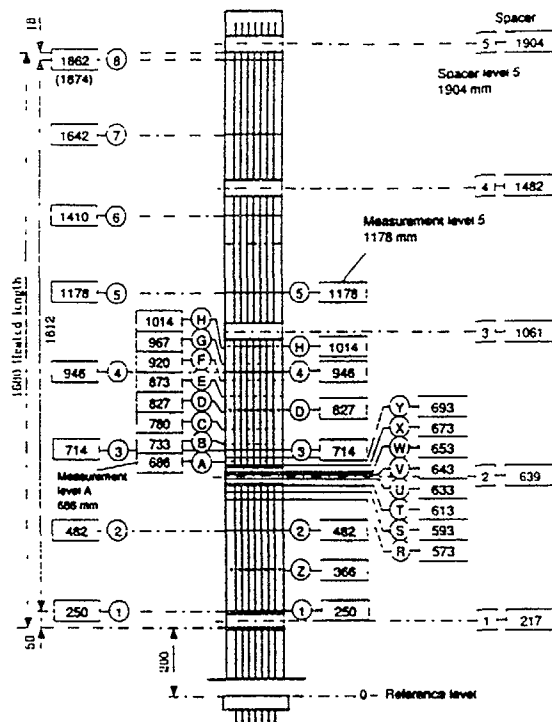 Spacer
18
5 1904
1862 8
(1874)
Spacer level 5
1904 mm
1642 7
4 1482
1410 6
Measurement level 5
1178 mm
1178 5
5 1178
1014 H
967 G
920 F
873 E
827 D
780 C
733 B
686 A
3 1061
H 1014
946 4
4 946
D 827
Y 693
X 673
W 653
V 643
U 633
T 613
S 593
R 573
714 3
3 714
2 639
Measurement
level A
686 mm
482 2
2 482
Z 366
250 1
1 250
1 217
Heated length
1612
50
200
0 Reference level